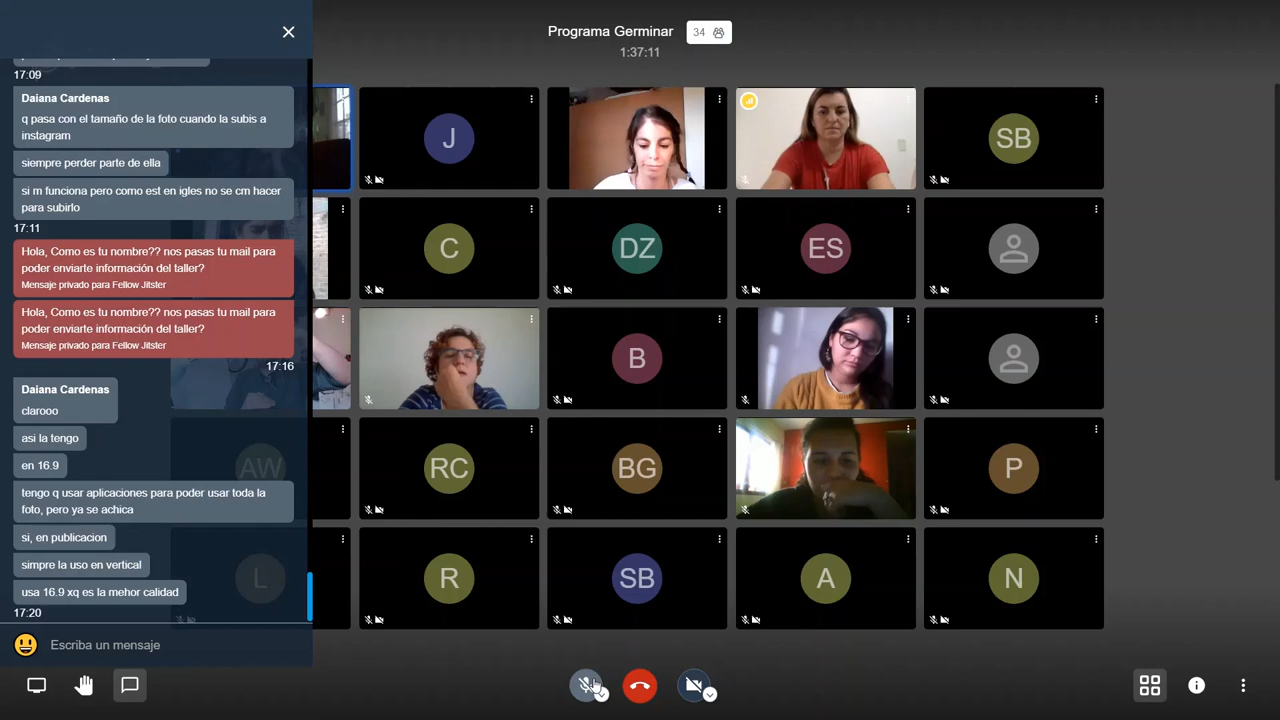 Programa Germinar
34
1:37:11
17:09
Daiana Cardenas
q pasa con el tamaño de la foto cuando la subis a
instagram
siempre perder parte de ella
si m funciona pero como est en igles no se cm hacer
para subirlo
17:11
Hola, Como es tu nombre?? nos pasas tu mail para
poder enviarte información del taller?
Mensaje privado para Fellow Jitster
Hola, Como es tu nombre?? nos pasas tu mail para
poder enviarte información del taller?
Mensaje privado para Fellow Jitster
17:16
Daiana Cardenas
clarooo
asi la tengo
en 16.9
tengo q usar aplicaciones para poder usar toda la
foto, pero ya se achica
si, en publicacion
simpre la uso en vertical
usa 16.9 xq es la mehor calidad
17:20
Escriba un mensaje
J
SB
C
DZ
ES
B
AW
RC
BG
P
L
R
SB
A
N